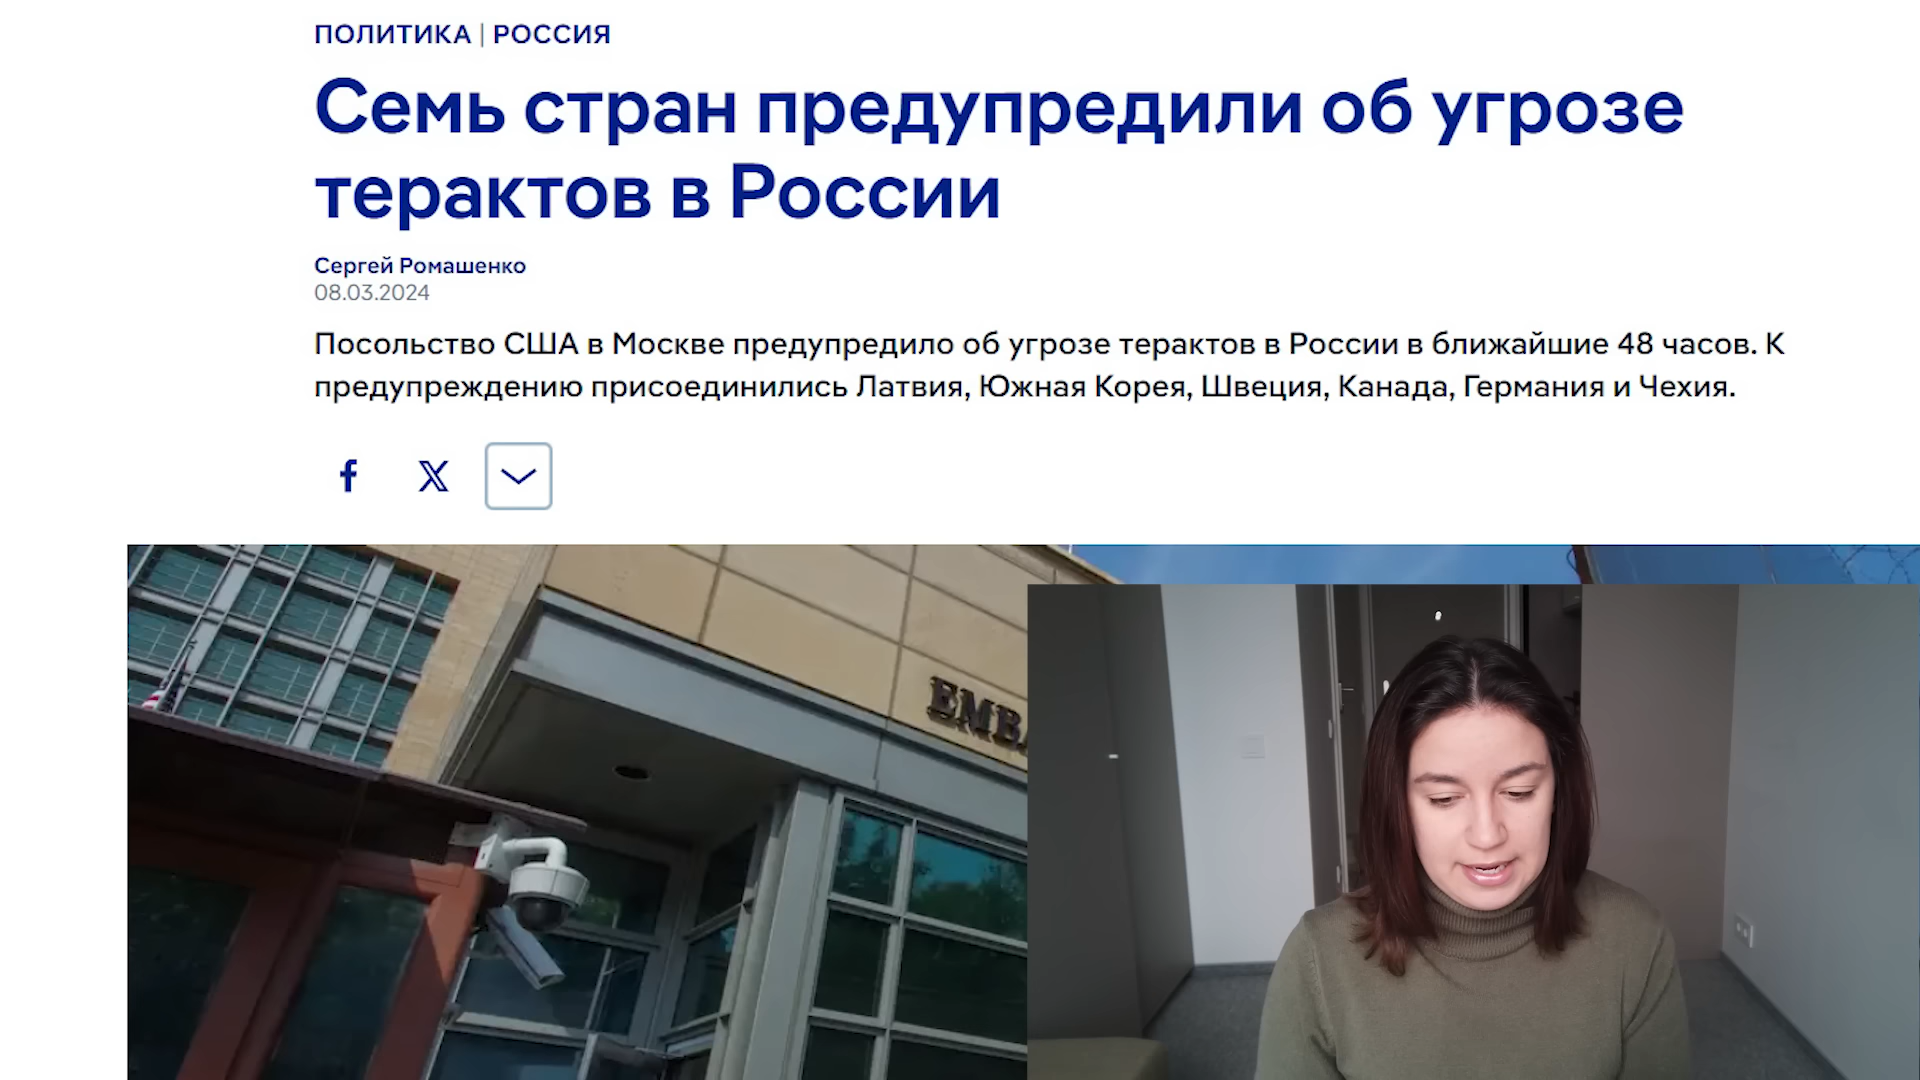 ПОЛИТИКА | РОССИЯ
Семь стран предупредили об угрозе
терактов в России
Сергей Ромашенко
08.03.2024
Посольство США в Москве предупредило об угрозе терактов в России в ближайшие 48 часов. К
предупреждению присоединились Латвия, Южная Корея, Швеция, Канада, Германия и Чехия.